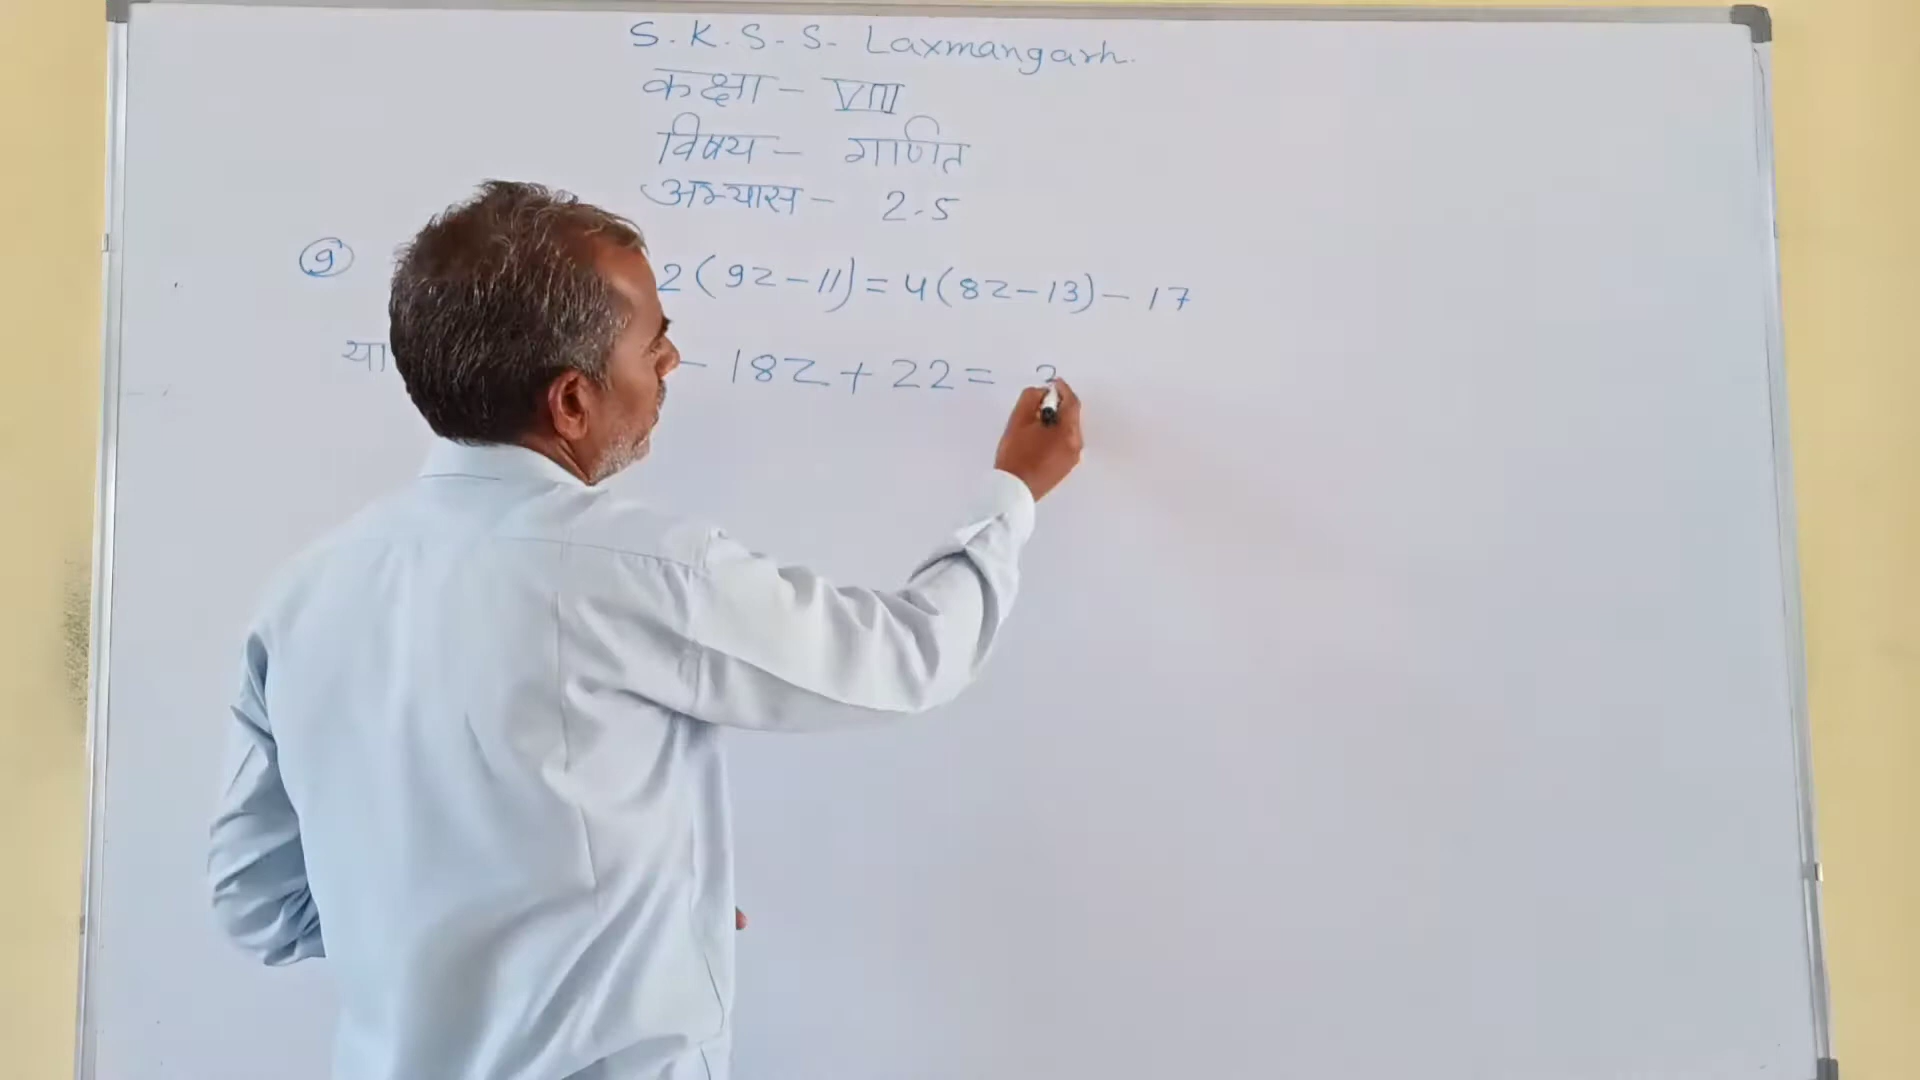 S.K.S.S. Laxmangarh.
कक्षा - VIII
विषय - गणित
अभ्यास - 2.5
9 2(9z-11)=4(8z-13)-17
या - 18z+22= 3